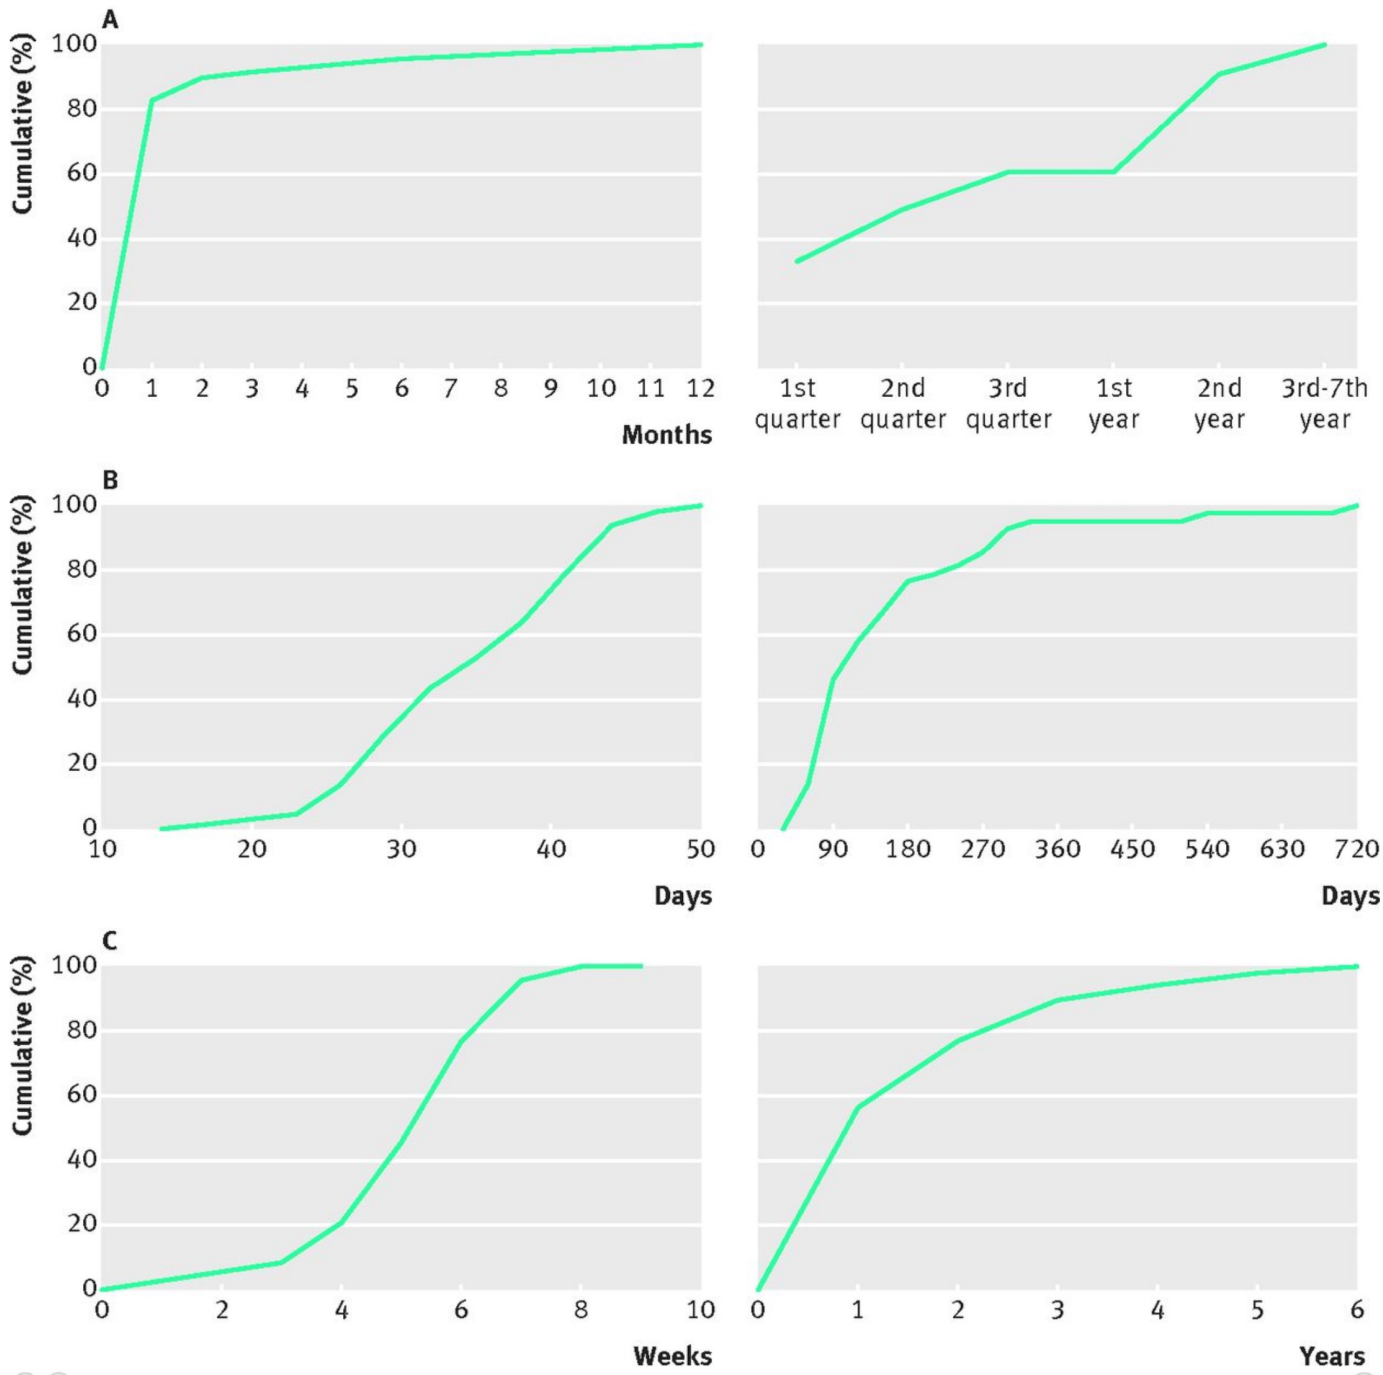 A
Cumulative (%)
100
80
60
40
20
0
0 1 2 3 4 5 6 7 8 9 10 11 12
Months
1st 2nd 3rd 1st 2nd 3rd-7th
quarter quarter quarter year year year
B
Cumulative (%)
100
80
60
40
20
0
10 20 30 40 50
Days
0 90 180 270 360 450 540 630 720
Days
C
Cumulative (%)
100
80
60
40
20
0
0 2 4 6 8 10
Weeks
0 1 2 3 4 5 6
Years